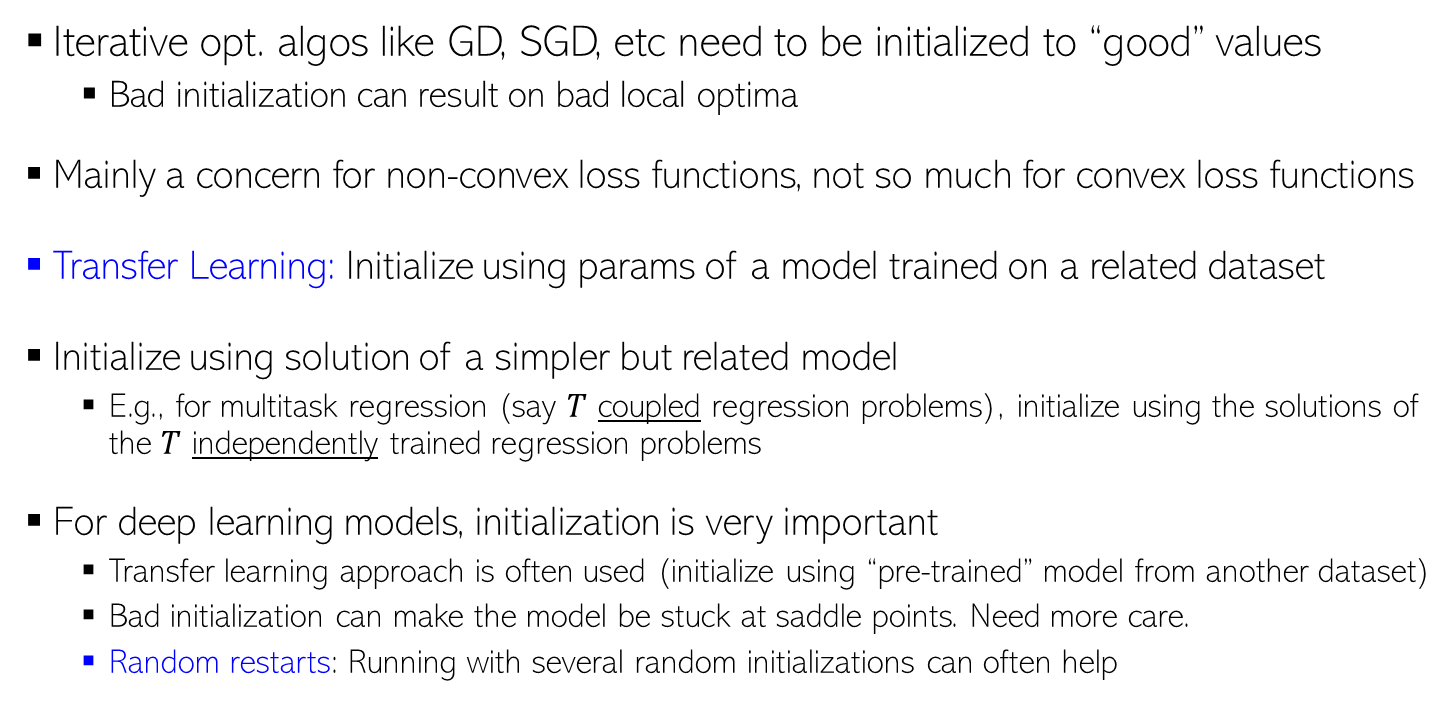 Iterative opt. algos like GD, SGD, etc need to be initialized to “good” values
Bad initialization can result on bad local optima
Mainly a concern for non-convex loss functions, not so much for convex loss functions
Transfer Learning: Initialize using params of a model trained on a related dataset
Initialize using solution of a simpler but related model
E.g., for multitask regression (say T coupled regression problems), initialize using the solutions of
the T independently trained regression problems
For deep learning models, initialization is very important
Transfer learning approach is often used (initialize using “pre-trained” model from another dataset)
Bad initialization can make the model be stuck at saddle points. Need more care.
Random restarts: Running with several random initializations can often help